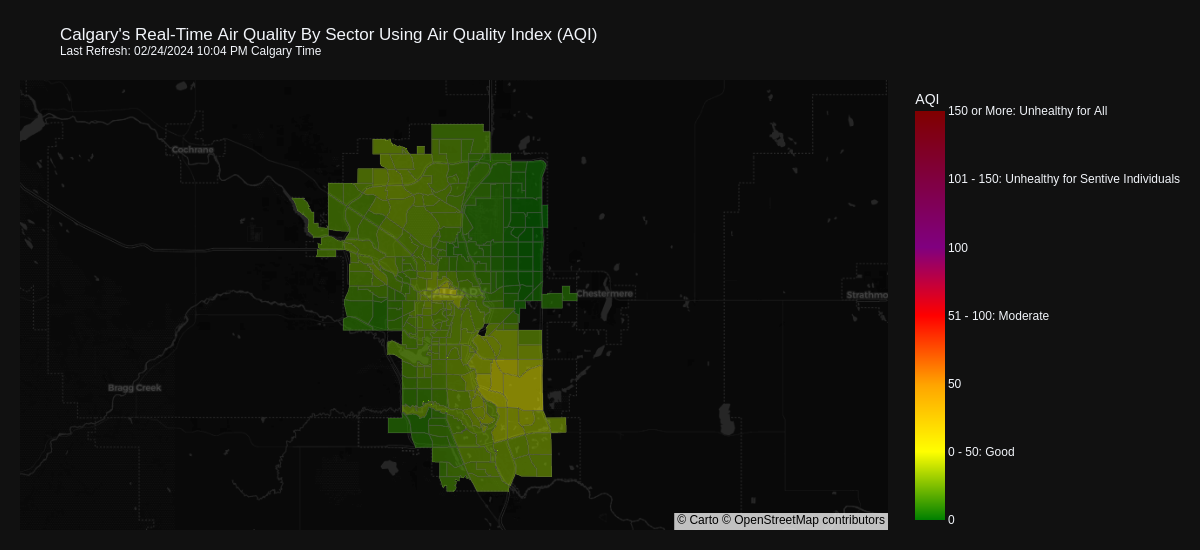 Calgary's Real-Time Air Quality By Sector Using Air Quality Index (AQI)
Last Refresh: 02/24/2024 10:04 PM Calgary Time
AQI
150 or More: Unhealthy for All
Cochrane
101 - 150: Unhealthy for Sentive Individuals
100
CALGARY
Chestermere
Strathmo
51 - 100: Moderate
50
Bragg Creek
0 - 50: Good
0
© Carto © OpenStreetMap contributors